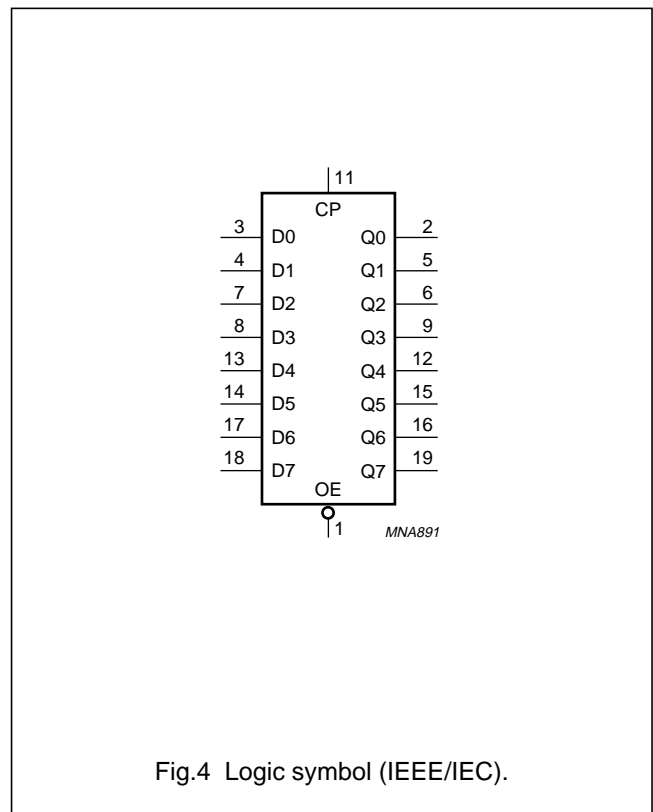 11
CP
3 D0 Q0 2
4 D1 Q1 5
7 D2 Q2 6
8 D3 Q3 9
13 D4 Q4 12
14 D5 Q5 15
17 D6 Q6 16
18 D7 Q7 19
OE
1 MNA891
Fig.4 Logic symbol (IEEE/IEC).